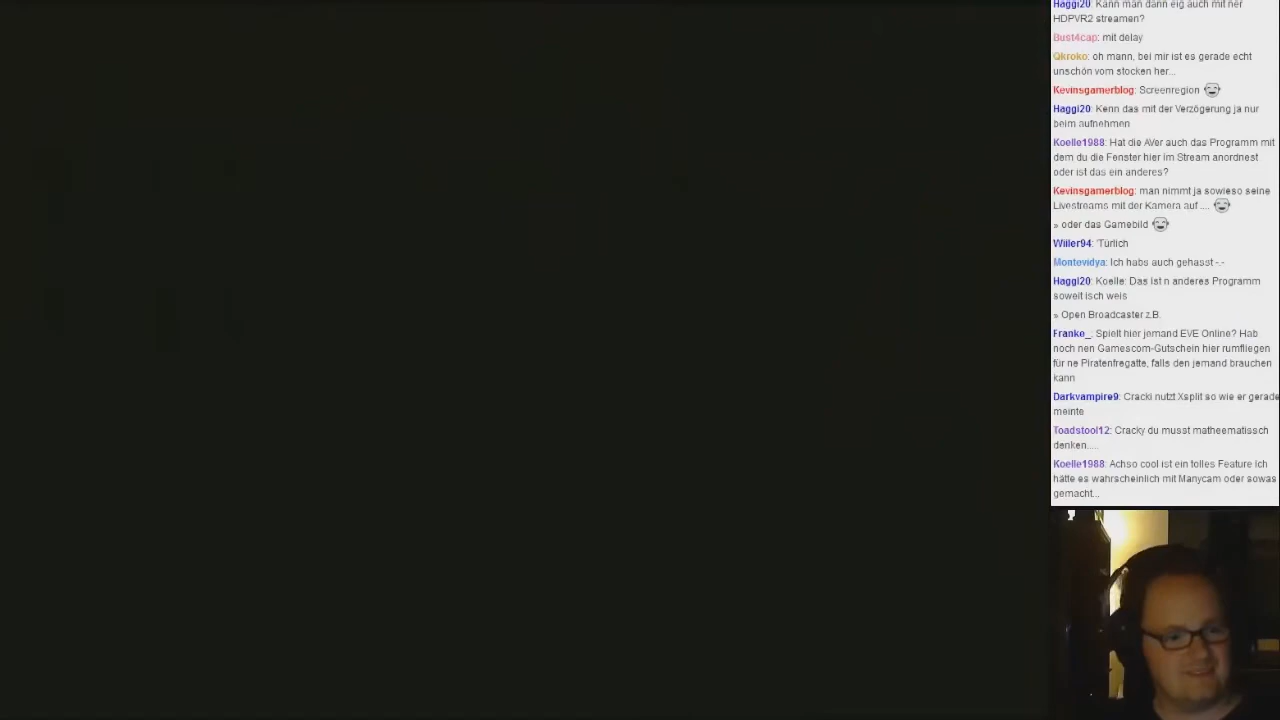 Haggi20: Kann man dann eig auch mit ner
HDPVR2 streamen?
Bust4cap: mit delay
Qkroko: oh mann, bei mir ist es gerade echt
unschön vom stocken her...
Kevinsgamerblog: Screenregion
Haggi20: Kenn das mit der Verzögerung ja nur
beim aufnehmen
Koelle1988: Hat die AVer auch das Programm mit
dem du die Fenster hier im Stream anordnest
oder ist das ein anderes?
Kevinsgamerblog: man nimmt ja sowieso seine
Livestreams mit der Kamera auf ....
» oder das Gamebild
Wiiler94: 'Türlich
Montevidya: Ich habs auch gehasst -.-
Haggi20: Koelle: Das ist n anderes Programm
soweit isch weis
» Open Broadcaster z.B.
Franke_: Spielt hier jemand EVE Online? Hab
noch nen Gamescom-Gutschein hier rumfliegen
für ne Piratenfregatte, falls den jemand brauchen
kann
Darkvampire9: Cracki nutzt Xsplit so wie er gerade
meinte
Toadstool12: Cracky du musst matheematissch
denken.....
Koelle1988: Achso cool ist ein tolles Feature Ich
hätte es wahrscheinlich mit Manycam oder sowas
gemacht...